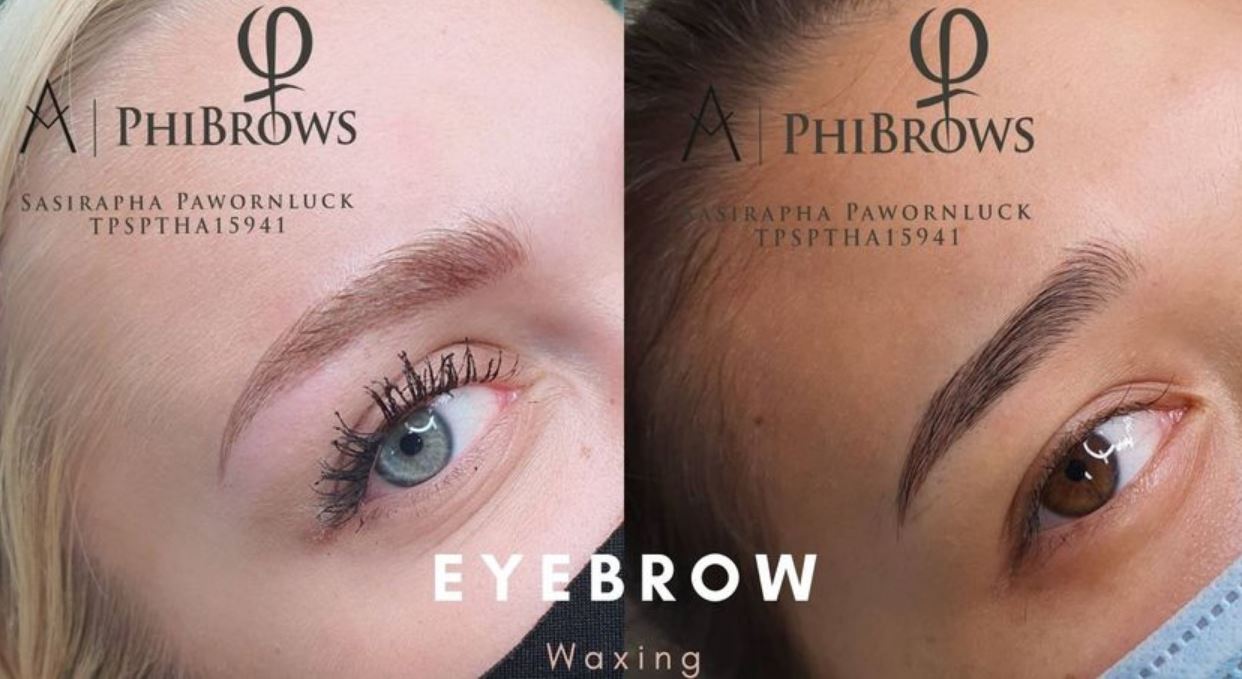 A | PHIBROWS
SASIRAPHA PAWORNLUCK
TPSPTHA15941
A | PHIBROWS
SASIRAPHA PAWORNLUCK
TPSPTHA15941
EYEBROW
Waxing